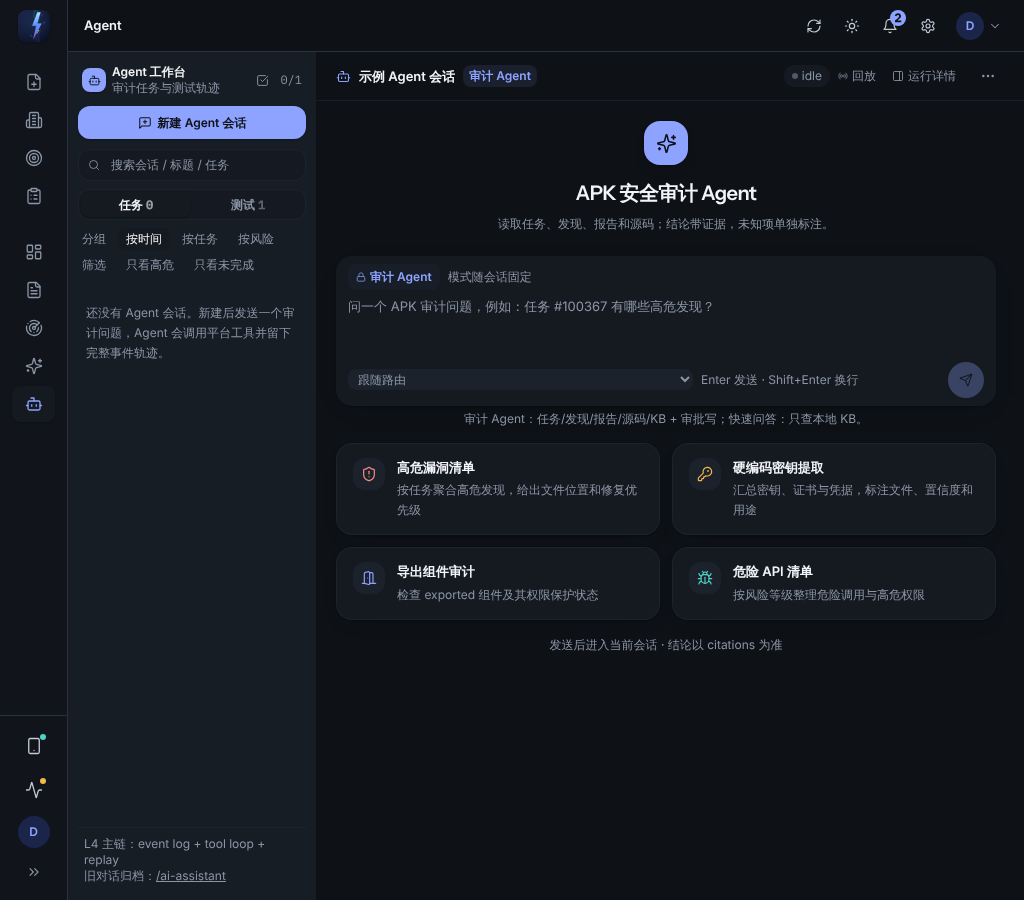 Agent
2
D
Agent 工作台
审计任务与测试轨迹
0/1
新建 Agent 会话
搜索会话 / 标题 / 任务
任务 0
测试 1
分组
按时间
按任务
按风险
筛选
只看高危
只看未完成
还没有 Agent 会话。新建后发送一个审
计问题，Agent 会调用平台工具并留下
完整事件轨迹。
L4 主链：event log + tool loop +
replay
旧对话归档：/ai-assistant
D
示例 Agent 会话
审计 Agent
idle
回放
运行详情
APK 安全审计 Agent
读取任务、发现、报告和源码；结论带证据，未知项单独标注。
审计 Agent
模式随会话固定
问一个 APK 审计问题，例如：任务 #100367 有哪些高危发现？
跟随路由
Enter 发送 · Shift+Enter 换行
审计 Agent：任务/发现/报告/源码/KB + 审批写；快速问答：只查本地 KB。
高危漏洞清单
按任务聚合高危发现，给出文件位置和修复优
先级
硬编码密钥提取
汇总密钥、证书与凭据，标注文件、置信度和
用途
导出组件审计
检查 exported 组件及其权限保护状态
危险 API 清单
按风险等级整理危险调用与高危权限
发送后进入当前会话 · 结论以 citations 为准